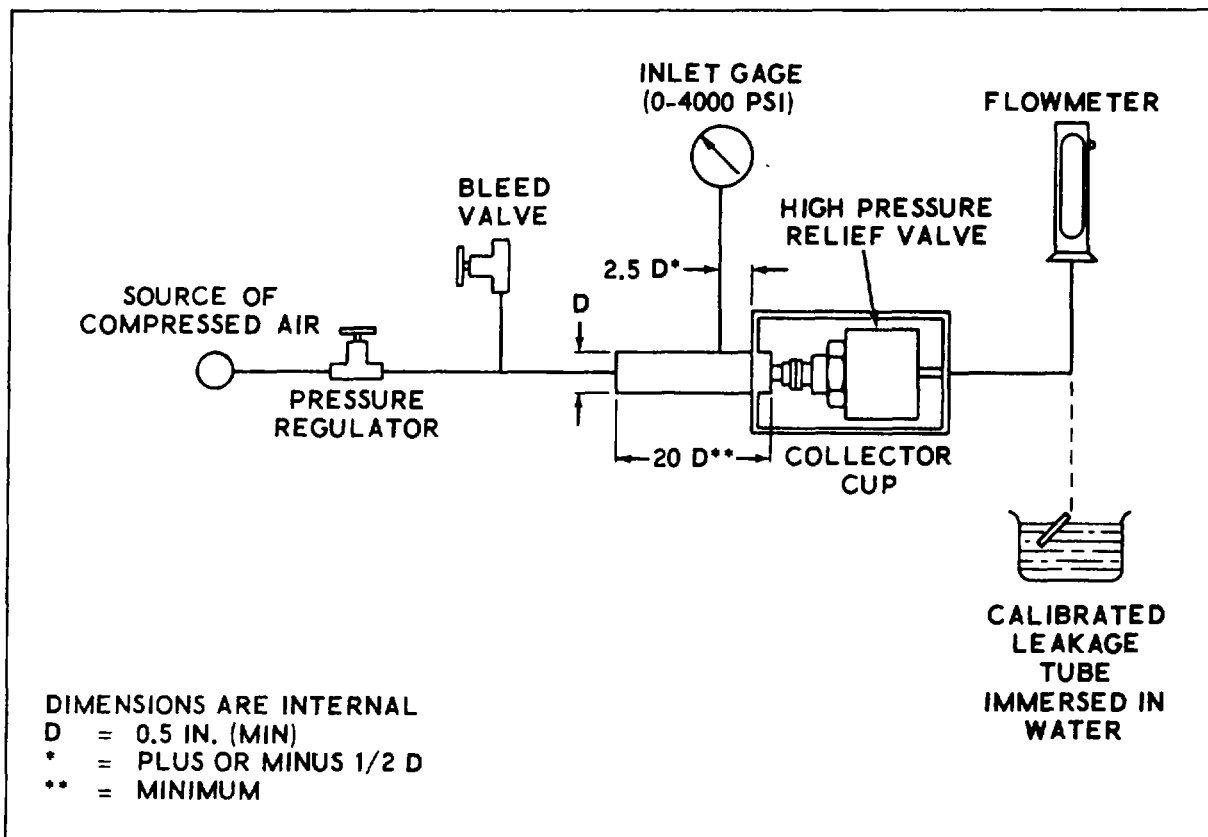 INLET GAGE
(0-4000 PSI)
FLOWMETER
BLEED
VALVE
HIGH PRESSURE
RELIEF VALVE
2.5 D*
D
SOURCE OF
COMPRESSED AIR
PRESSURE
REGULATOR
20 D**
COLLECTOR
CUP
CALIBRATED
LEAKAGE
TUBE
IMMERSED IN
WATER
DIMENSIONS ARE INTERNAL
D = 0.5 IN. (MIN)
* = PLUS OR MINUS 1/2 D
** = MINIMUM